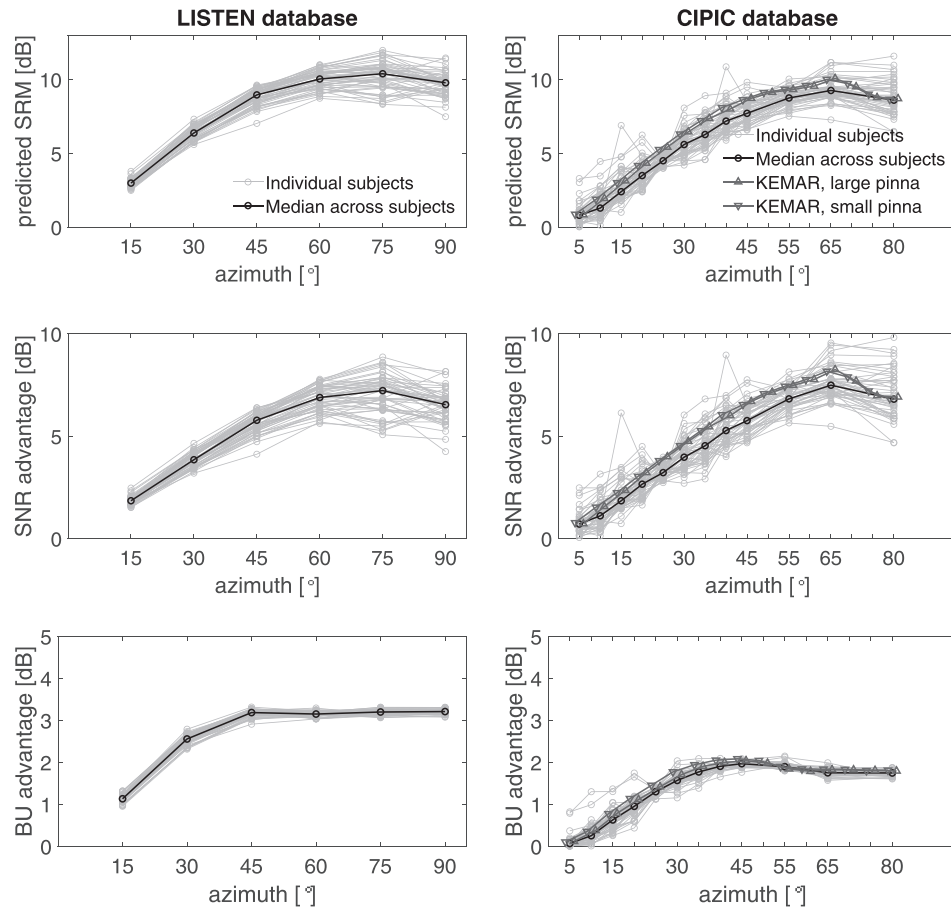 LISTEN database
predicted SRM [dB]
10
5
0
Individual subjects
Median across subjects
15 30 45 60 75 90
azimuth [°]
CIPIC database
predicted SRM [dB]
10
5
0
Individual subjects
Median across subjects
KEMAR, large pinna
KEMAR, small pinna
5 15 30 45 55 65 80
azimuth [°]
SNR advantage [dB]
10
5
0
15 30 45 60 75 90
azimuth [°]
SNR advantage [dB]
10
5
0
5 15 30 45 55 65 80
azimuth [°]
BU advantage [dB]
5
4
3
2
1
0
15 30 45 60 75 90
azimuth [°]
BU advantage [dB]
5
4
3
2
1
0
5 15 30 45 55 65 80
azimuth [°]